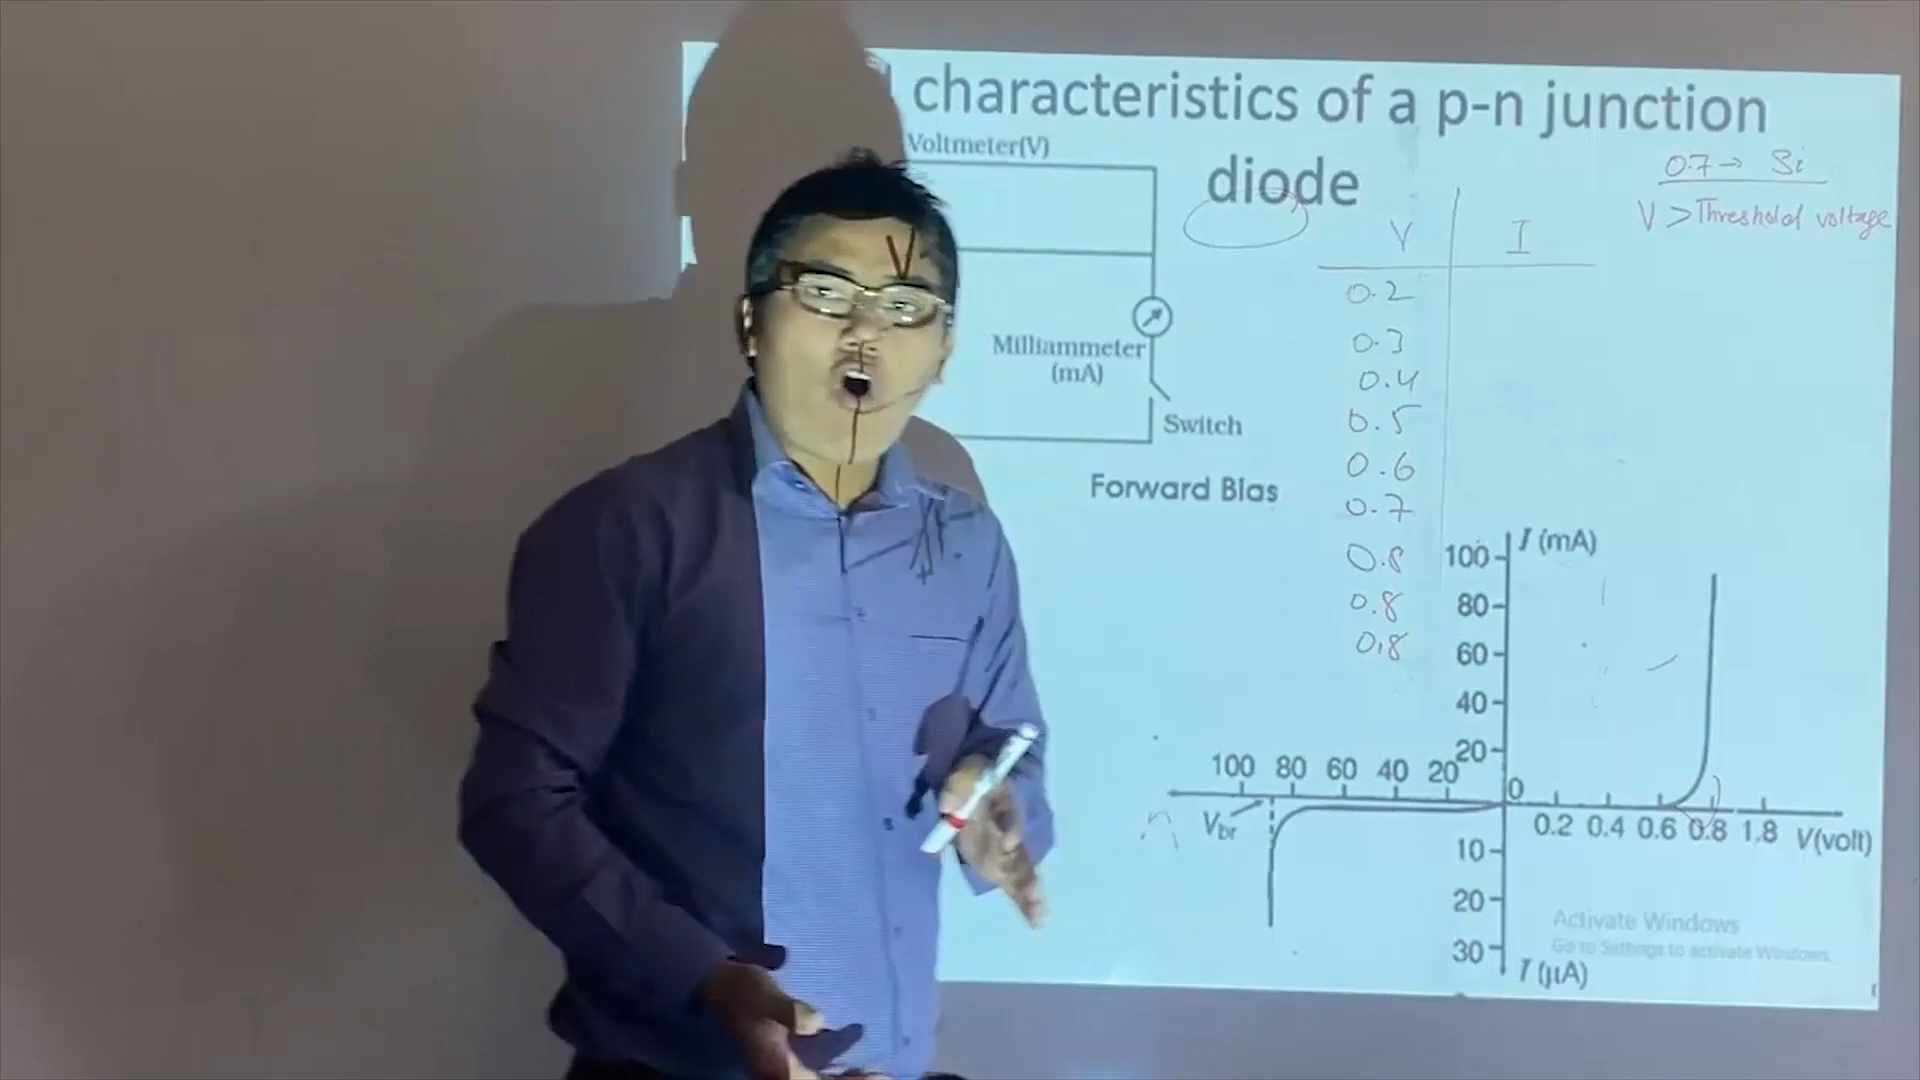 characteristics of a p-n junction
diode
Voltmeter(V)
Milliammeter
(mA)
Switch
Forward Bias
0.7 → Si
V > Threshold voltage
V I
0.2
0.3
0.4
0.5
0.6
0.7
0.8
0.8
0.8
V
I (mA)
100
80
60
40
20
100 80 60 40 20 0
Vbr
0.2 0.4 0.6 0.8 1.8 V(volt)
10
20
30
I (μA)
Activate Windows
Go to Settings to activate Windows.